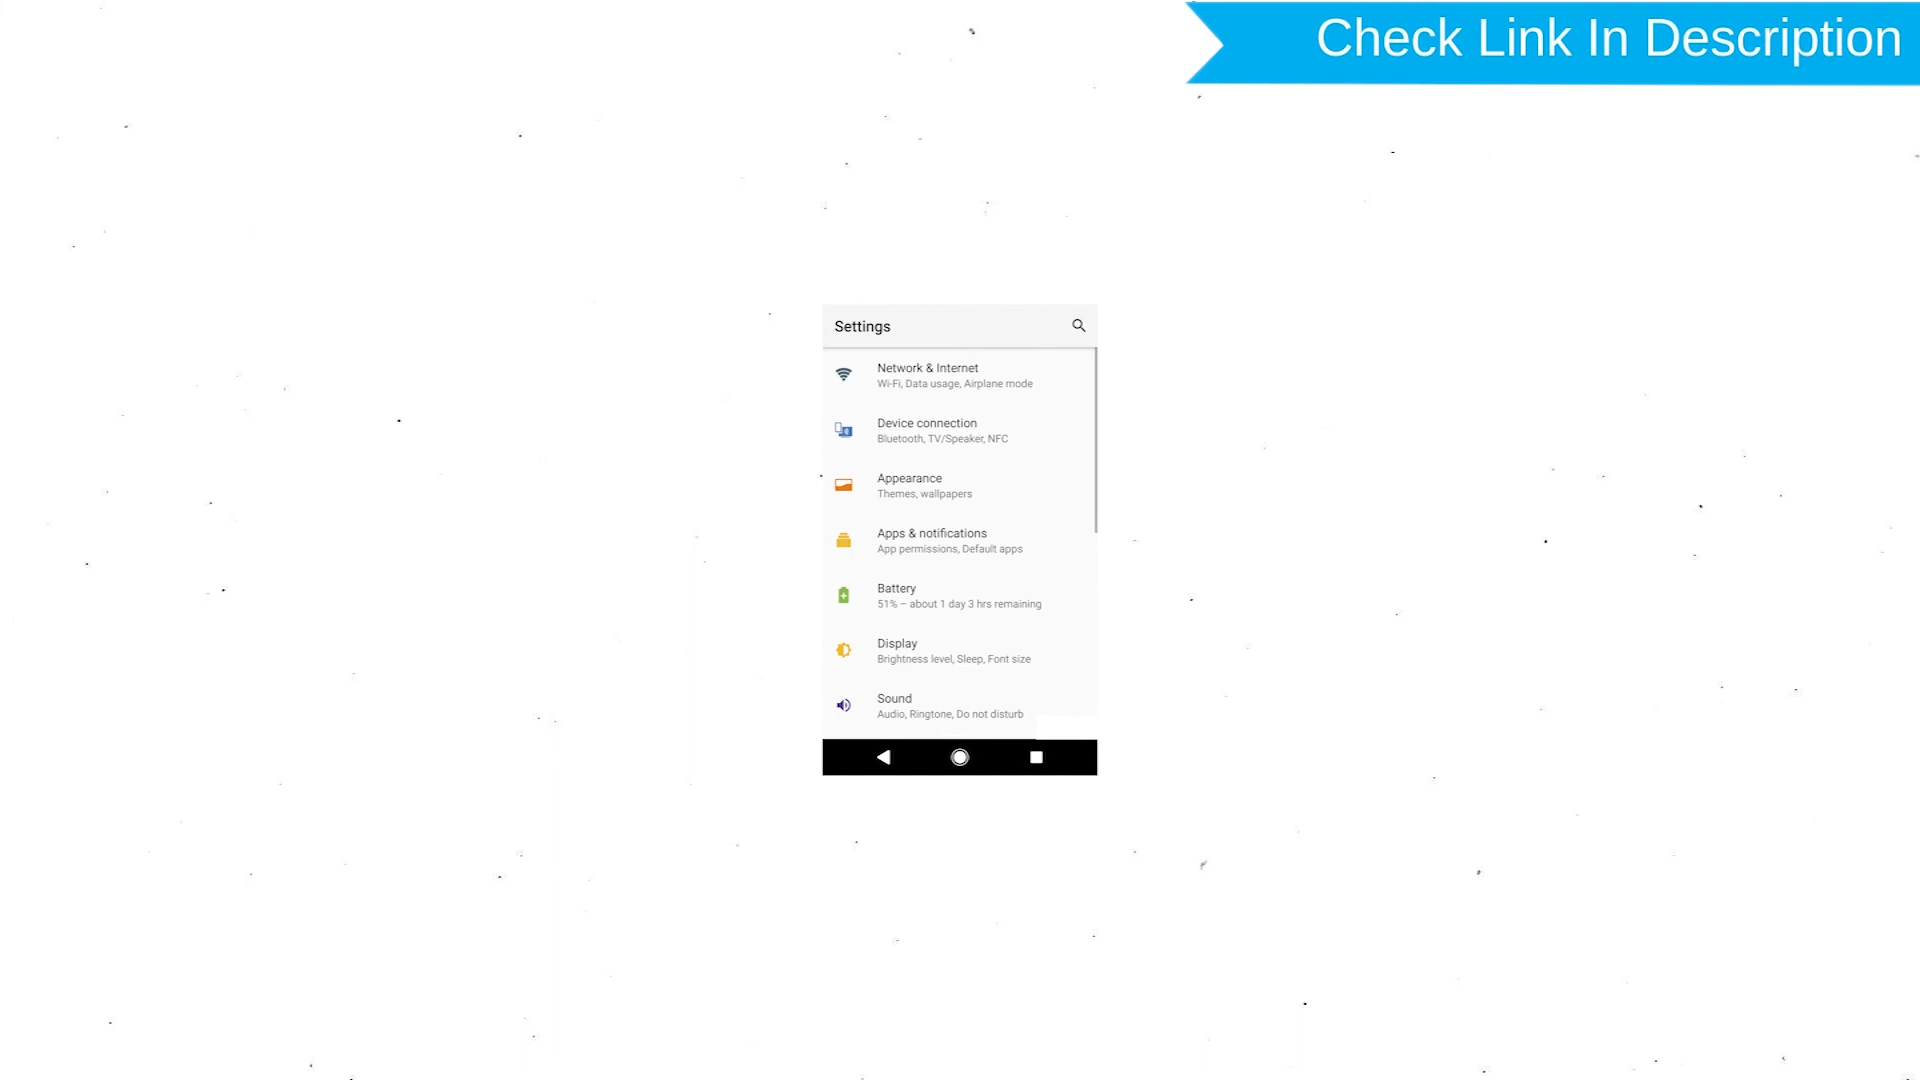 Check Link In Description
Settings
Network & Internet
Wi-Fi, Data usage, Airplane mode
Device connection
Bluetooth, TV/Speaker, NFC
Appearance
Themes, wallpapers
Apps & notifications
App permissions, Default apps
Battery
51% – about 1 day 3 hrs remaining
Display
Brightness level, Sleep, Font size
Sound
Audio, Ringtone, Do not disturb